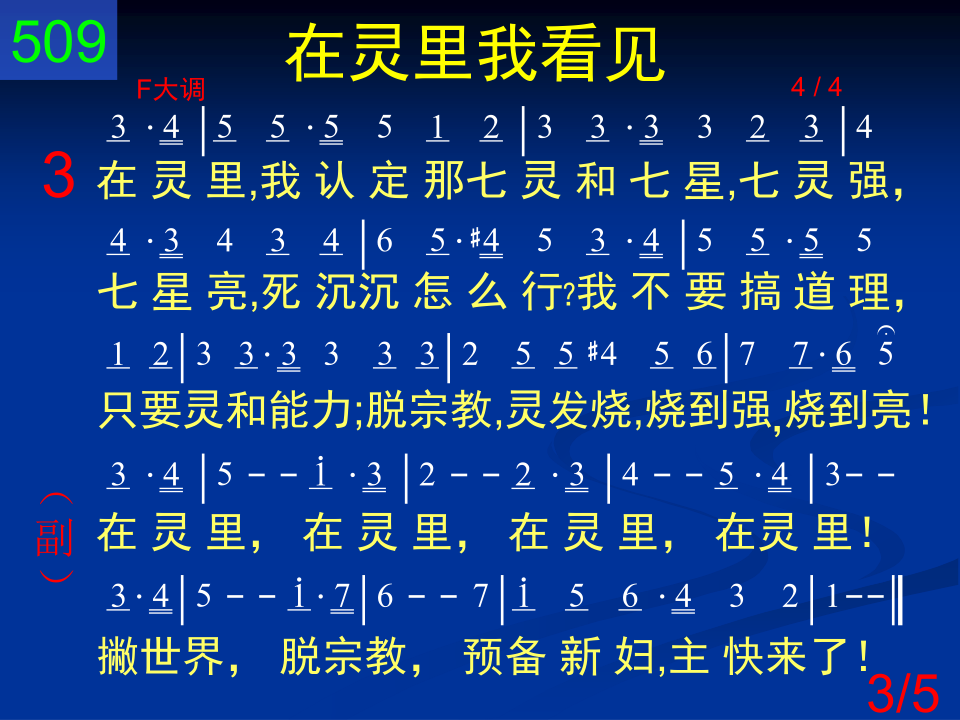 509
在灵里我看见
F大调
4 / 4
3 · 4 | 5 5 · 5 5 1 2 | 3 3 · 3 3 2 3 | 4
3
在 灵 里,我 认 定 那七 灵 和 七 星,七 灵 强,
4 · 3 4 3 4 | 6 5 · #4 5 3 · 4 | 5 5 · 5 5
七 星 亮,死 沉沉 怎 么 行?我 不 要 搞 道 理,
1 2 | 3 3 · 3 3 3 3 | 2 5 5 #4 5 6 | 7 7 · 6 5
只要灵和能力;脱宗教,灵发烧,烧到强,烧到亮!
3 · 4 | 5 - - i · 3 | 2 - - 2 · 3 | 4 - - 5 · 4 | 3 - -
(副)
在 灵 里, 在 灵 里, 在 灵 里, 在灵 里!
3 · 4 | 5 - - i · 7 | 6 - - 7 | i 5 6 · 4 3 2 | 1 - - ‖
撇世界, 脱宗教, 预备 新 妇,主 快来了!
3/5